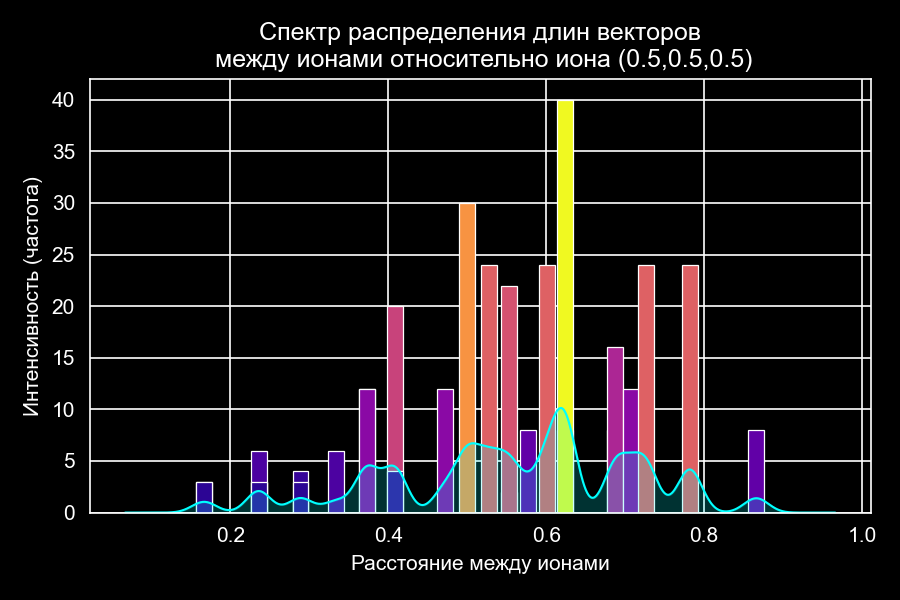 Спектр распределения длин векторов
между ионами относительно иона (0.5,0.5,0.5)
Интенсивность (частота)
40
35
30
25
20
15
10
5
0
0.2 0.4 0.6 0.8 1.0
Расстояние между ионами